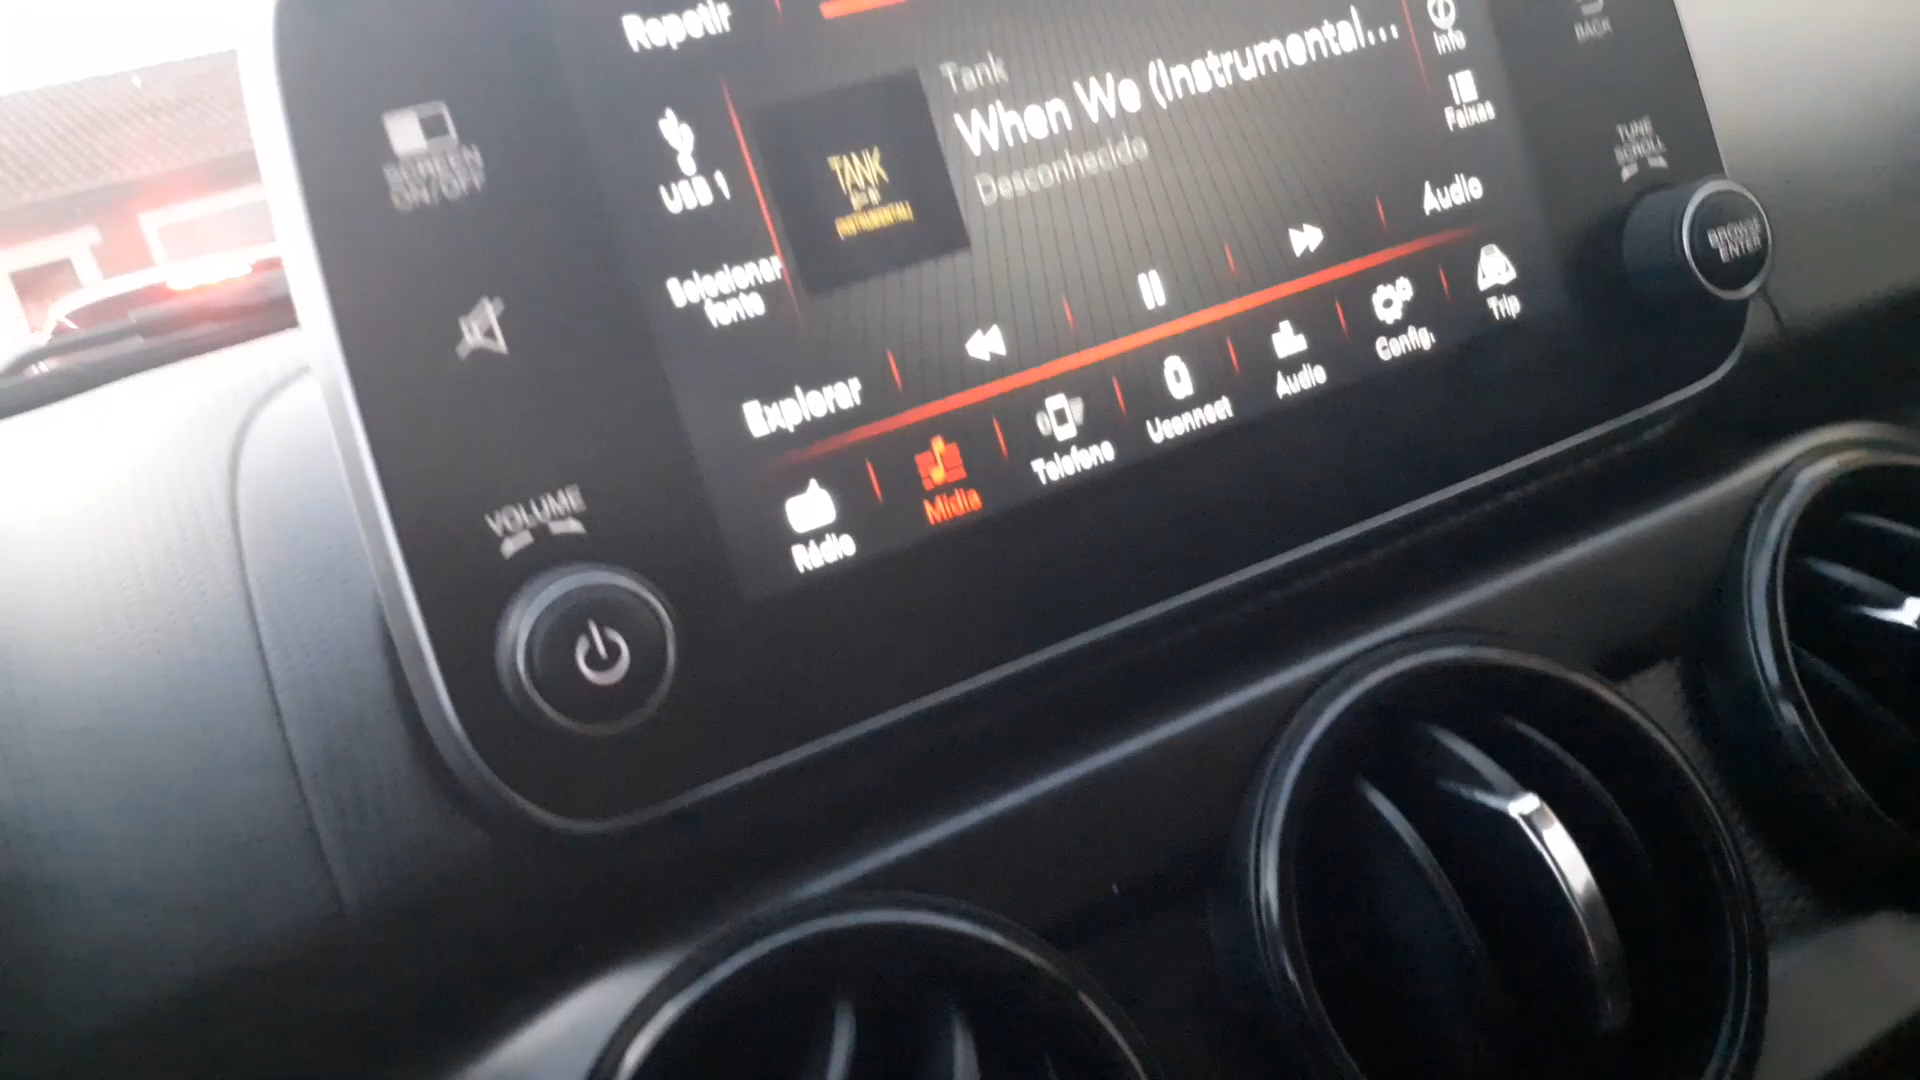 Repetir
Tank
When We (Instrumental...
Desconhecido
Info
BACK
SCREEN
ON/OFF
USB 1
TANK
(INSTRUMENTAL)
Faixas
TUNE
SCROLL
Selecionar
fonte
Audio
BROWSE
ENTER
Explorar
Rádio
Mídia
Telefone
Uconnect
Audio
Config.
Trip
VOLUME